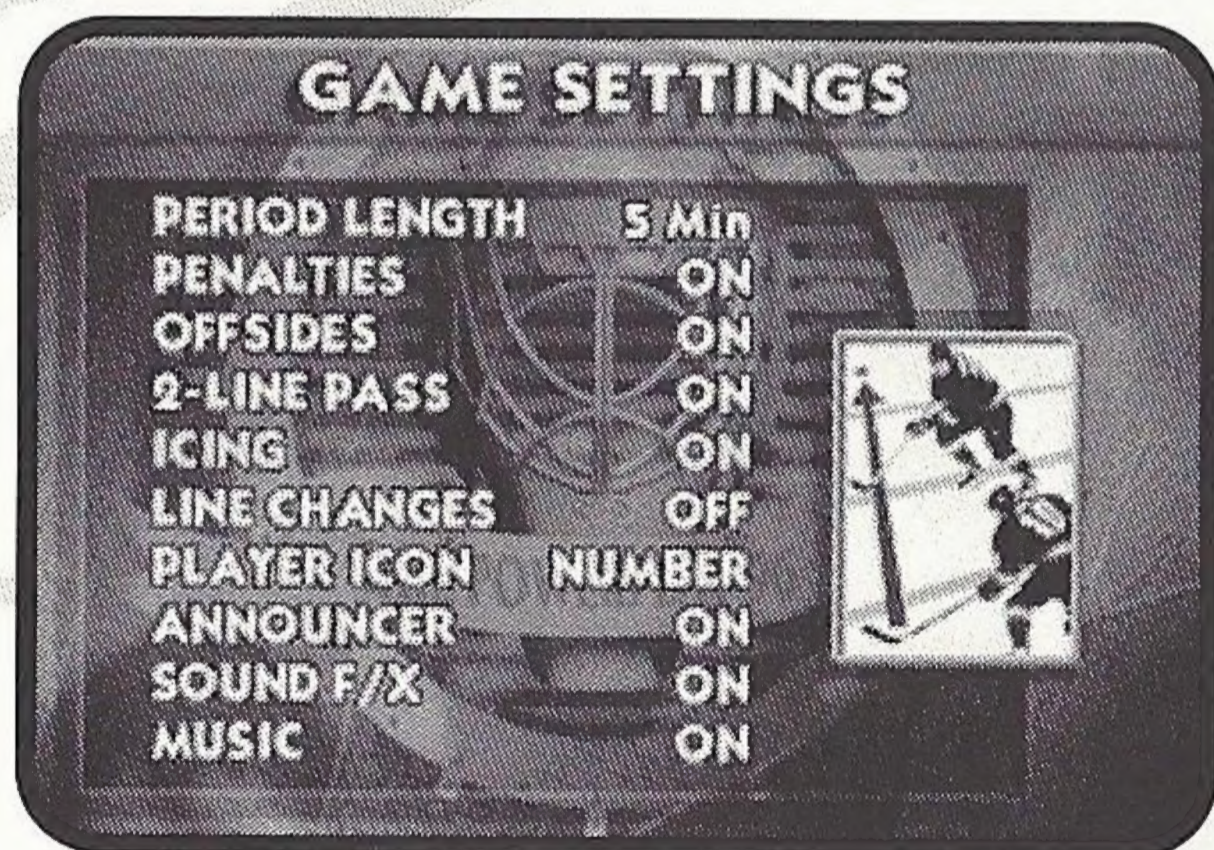 GAME SETTINGS
PERIOD LENGTH 5 Min
PENALTIES ON
OFFSIDES ON
2-LINE PASS ON
ICING ON
LINE CHANGES OFF
PLAYER ICON NUMBER
ANNOUNCER ON
SOUND F/X ON
MUSIC ON